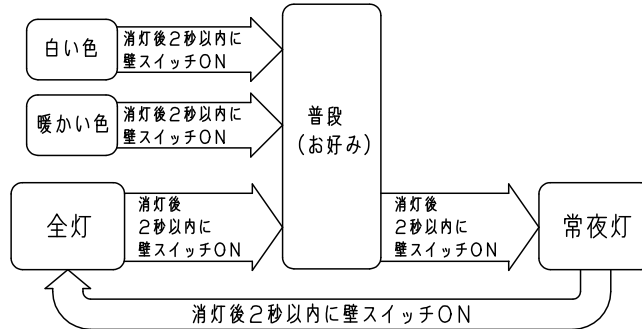 白い色
消灯後2秒以内に
壁スイッチON
暖かい色
消灯後2秒以内に
壁スイッチON
普段
(お好み)
全灯
消灯後
2秒以内に
壁スイッチON
消灯後
2秒以内に
壁スイッチON
常夜灯
消灯後2秒以内に壁スイッチON